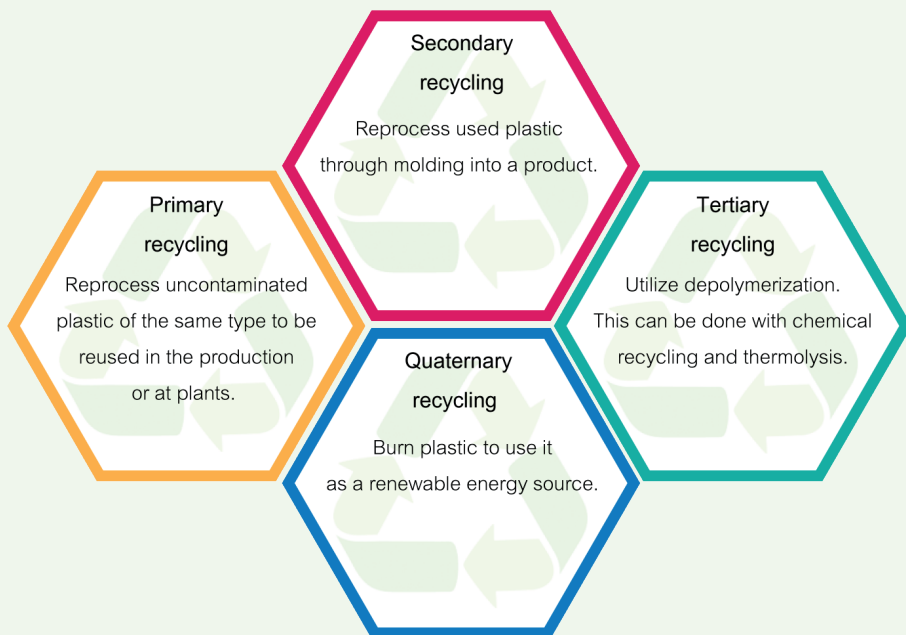 Primary
recycling
Reprocess uncontaminated
plastic of the same type to be
reused in the production
or at plants.
Secondary
recycling
Reprocess used plastic
through molding into a product.
Tertiary
recycling
Utilize depolymerization.
This can be done with chemical
recycling and thermolysis.
Quaternary
recycling
Burn plastic to use it
as a renewable energy source.